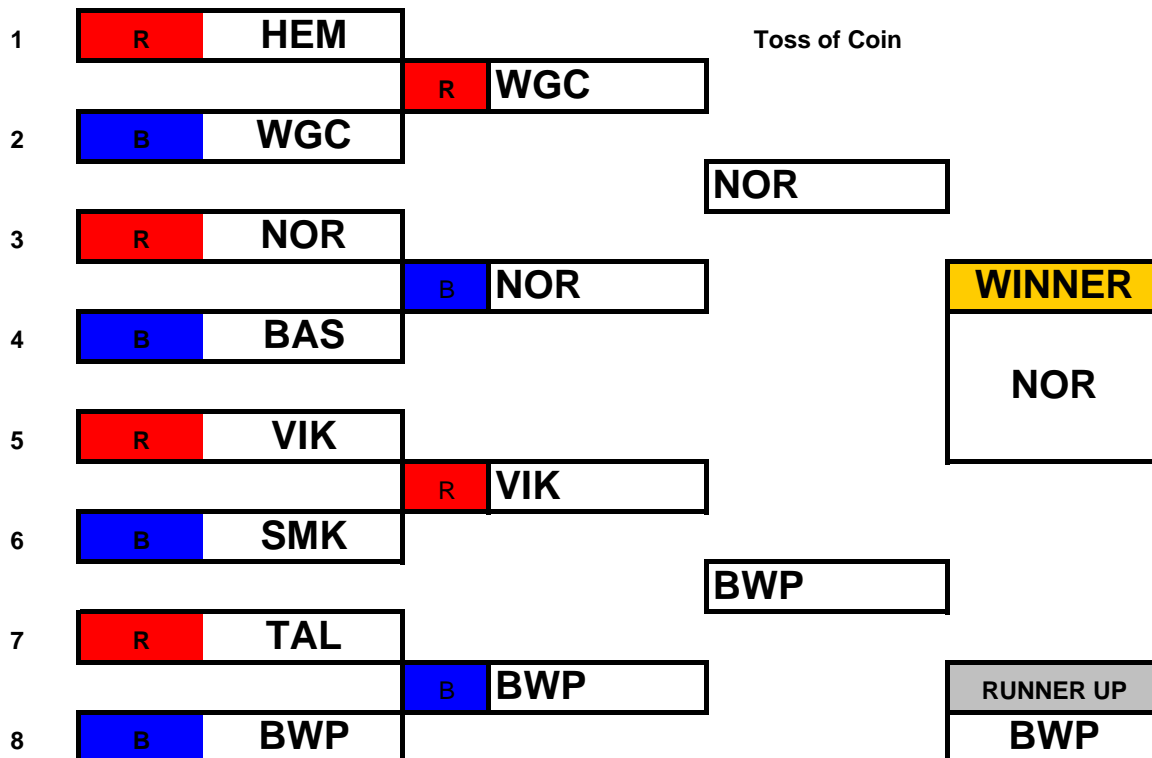 1 R HEM Toss of Coin
R WGC
2 B WGC
NOR
3 R NOR
B NOR WINNER
4 B BAS
NOR
5 R VIK
R VIK
6 B SMK
BWP
7 R TAL
B BWP RUNNER UP
8 B BWP BWP